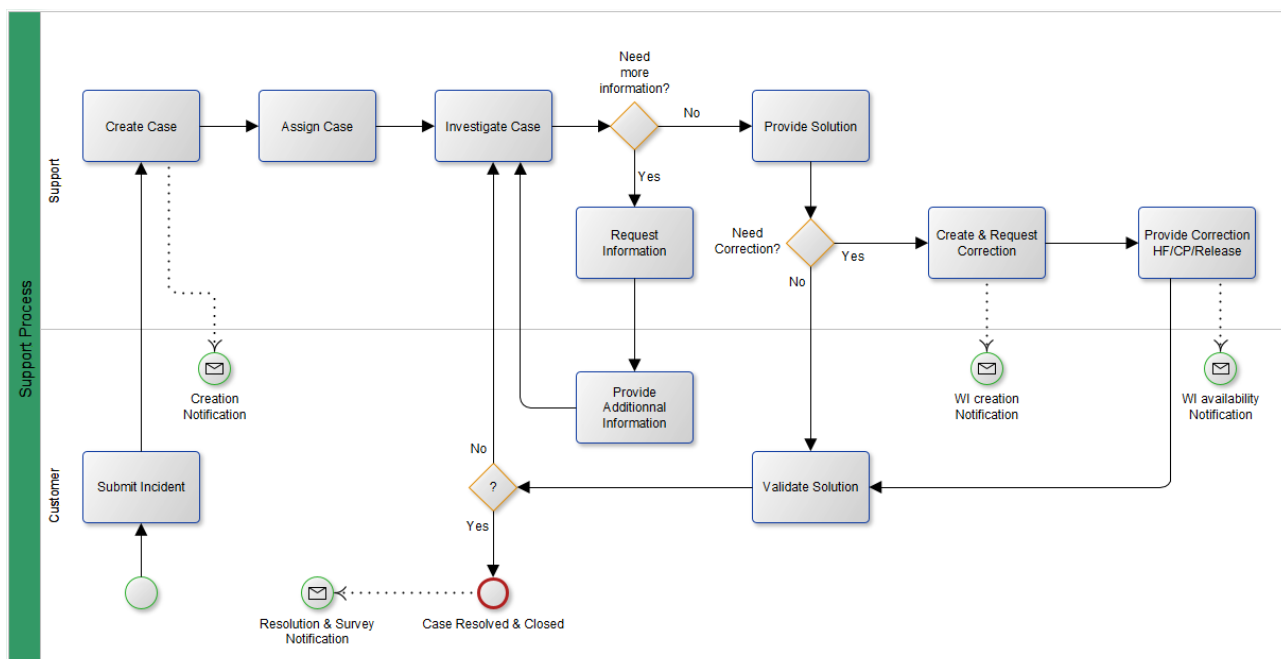 Support Process
Support
Customer
Need
more
information?
Create Case
Assign Case
Investigate Case
No
Provide Solution
Yes
Request
Information
Need
Correction?
Yes
No
Create & Request
Correction
Provide Correction
HF/CP/Release
Creation
Notification
Provide
Additionnal
Information
WI creation
Notification
WI availability
Notification
No
Submit Incident
?
Validate Solution
Yes
Resolution & Survey
Notification
Case Resolved & Closed